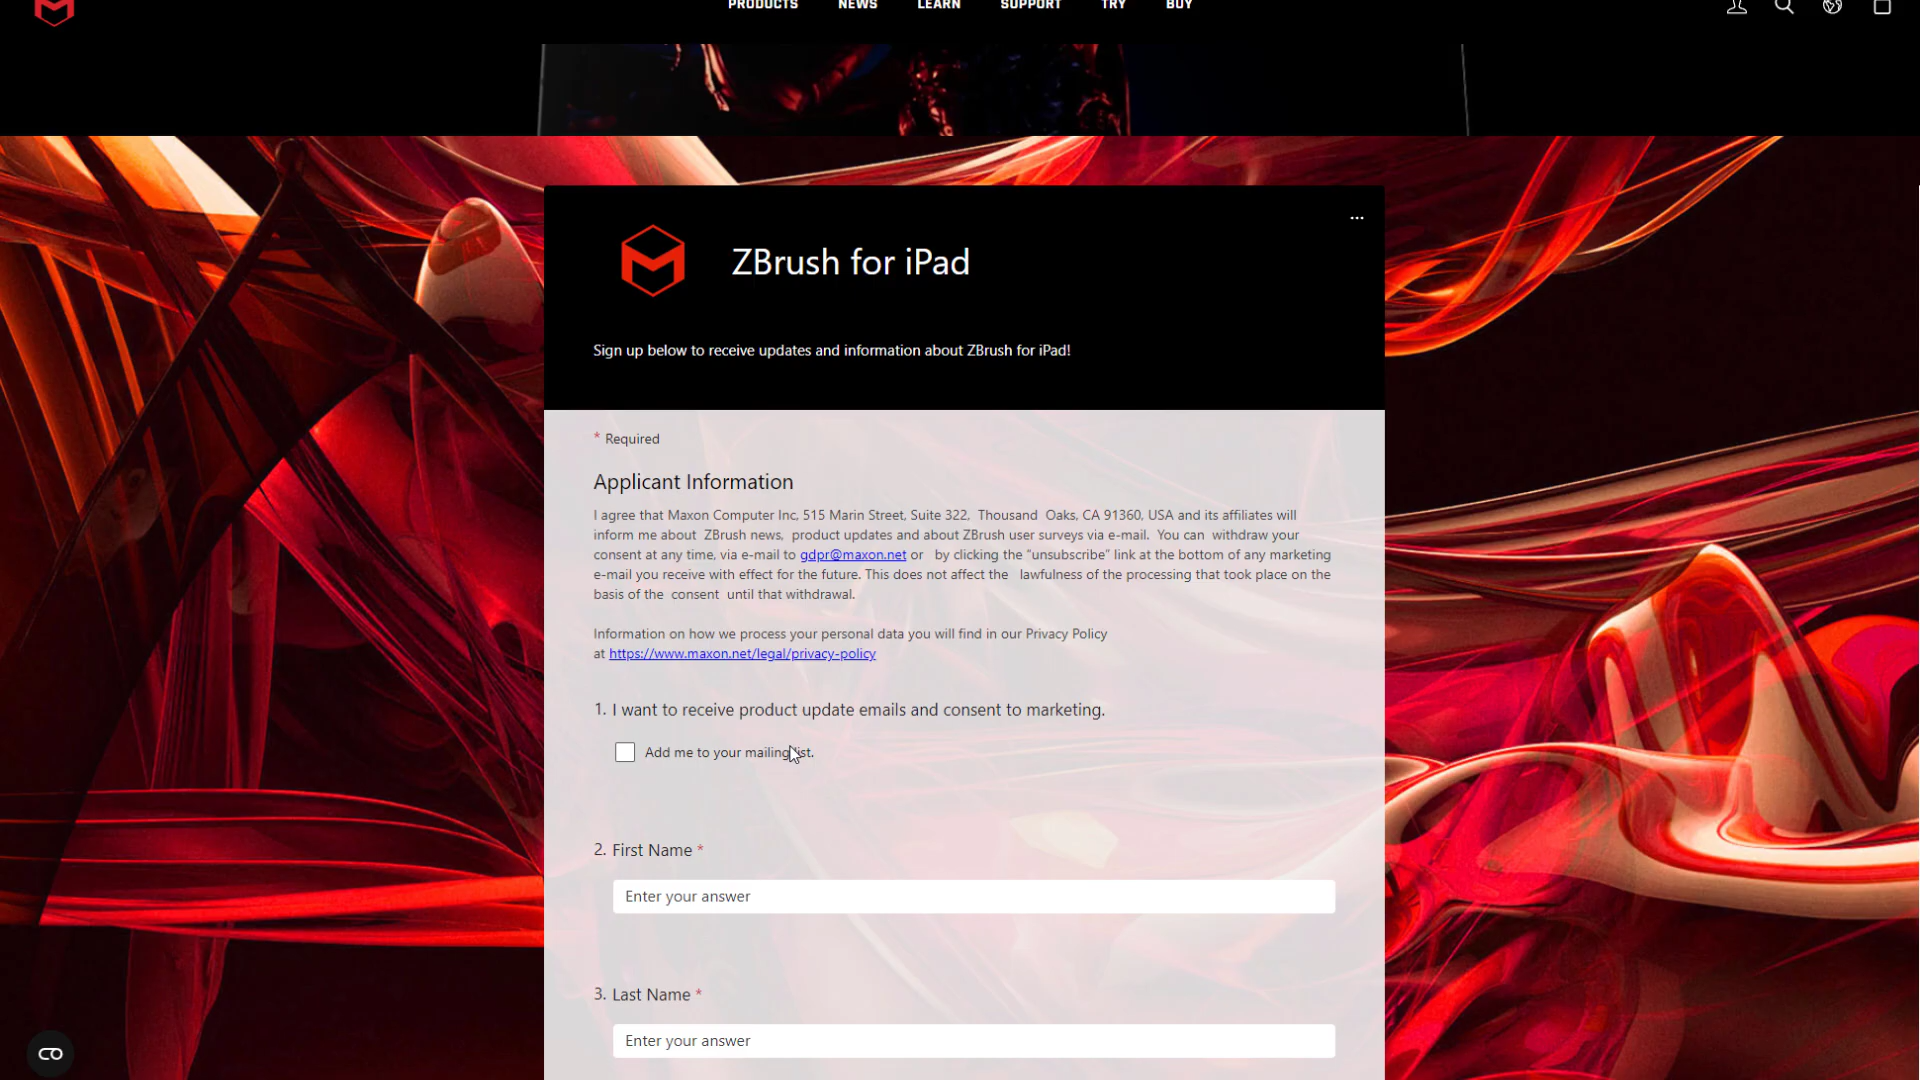 PRODUCTS NEWS LEARN SUPPORT TRY BUY
ZBrush for iPad
Sign up below to receive updates and information about ZBrush for iPad!
* Required
Applicant Information
I agree that Maxon Computer Inc, 515 Marin Street, Suite 322, Thousand Oaks, CA 91360, USA and its affiliates will
inform me about ZBrush news, product updates and about ZBrush user surveys via e-mail. You can withdraw your
consent at any time, via e-mail to gdpr@maxon.net or by clicking the “unsubscribe” link at the bottom of any marketing
e-mail you receive with effect for the future. This does not affect the lawfulness of the processing that took place on the
basis of the consent until that withdrawal.
Information on how we process your personal data you will find in our Privacy Policy
at https://www.maxon.net/legal/privacy-policy
1. I want to receive product update emails and consent to marketing.
Add me to your mailing list.
2. First Name *
Enter your answer
3. Last Name *
Enter your answer